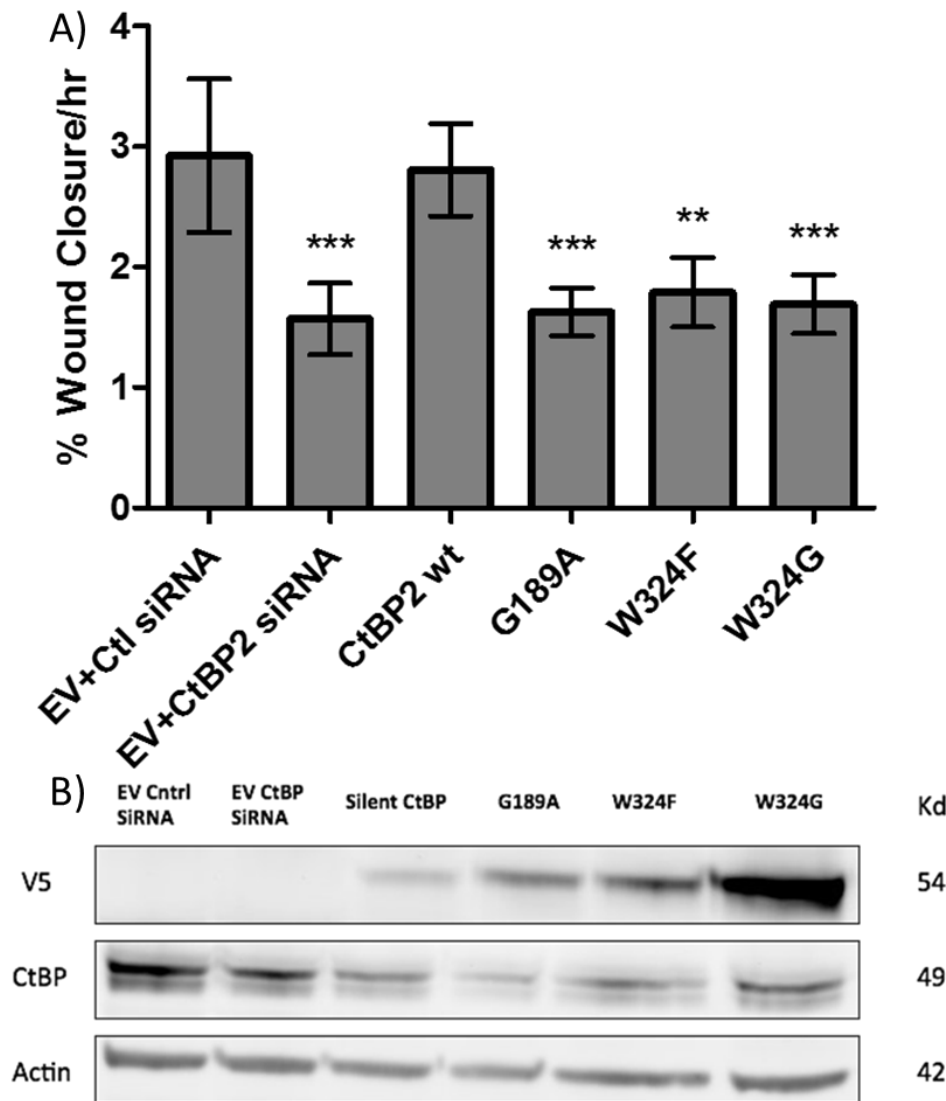 A)
4
3
2
1
0
% Wound Closure/hr
***
***
**
***
EV+Ctl siRNA
EV+CtBP2 siRNA
CtBP2 wt
G189A
W324F
W324G
B)
EV Cntrl
SiRNA
EV CtBP
SiRNA
Silent CtBP
G189A
W324F
W324G
Kd
V5
54
CtBP
49
Actin
42